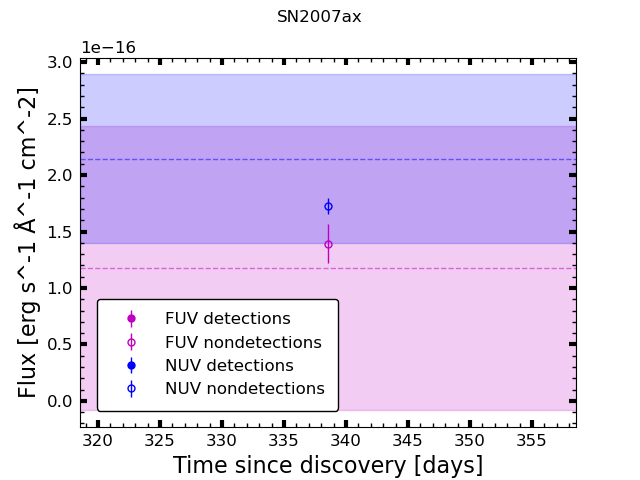 SN2007ax
1e−16
3.0
2.5
2.0
1.5
1.0
0.5
0.0
Flux [erg s^-1 Å^-1 cm^-2]
FUV detections
FUV nondetections
NUV detections
NUV nondetections
320 325 330 335 340 345 350 355
Time since discovery [days]